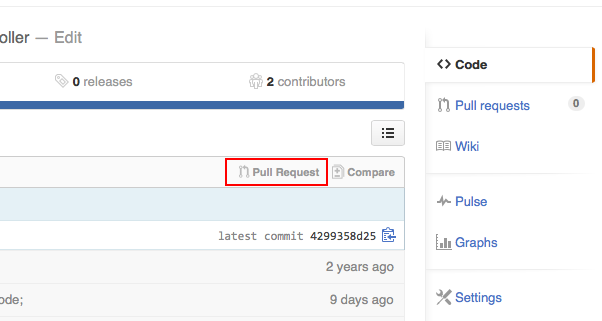 oller — Edit
0 releases
2 contributors
Pull Request
Compare
latest commit 4299358d25
2 years ago
ode;
9 days ago
Code
Pull requests
0
Wiki
Pulse
Graphs
Settings